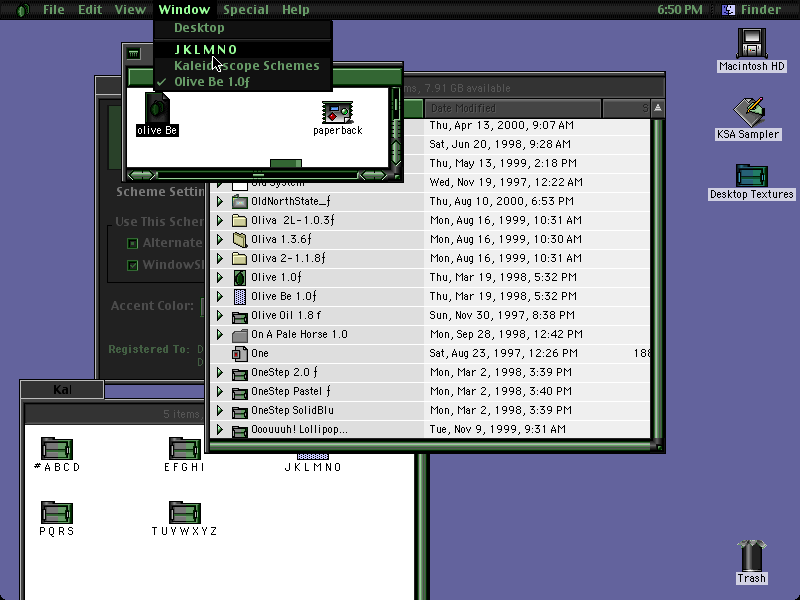 File Edit View Window Special Help 6:50 PM Finder
Desktop
J K L M N O
Kaleidoscope Schemes
Olive Be 1.0ƒ
Macintosh HD
KSA Sampler
Desktop Textures
Trash
olive Be
paperback
ms, 7.91 GB available
Date Modified S
Thu, Apr 13, 2000, 9:07 AM
Sat, Jun 20, 1998, 9:28 AM
Thu, May 13, 1999, 2:18 PM
Old System Wed, Nov 19, 1997, 12:22 AM
OldNorthState_ƒ Thu, Aug 10, 2000, 6:53 PM
Oliva 2L-1.0.3ƒ Mon, Aug 16, 1999, 10:31 AM
Oliva 1.3.6ƒ Mon, Aug 16, 1999, 10:30 AM
Oliva 2-1.1.8ƒ Mon, Aug 16, 1999, 10:31 AM
Olive 1.0ƒ Thu, Mar 19, 1998, 5:32 PM
Olive Be 1.0ƒ Thu, Mar 19, 1998, 5:32 PM
Olive Oil 1.8 f Sun, Nov 30, 1997, 8:38 PM
On A Pale Horse 1.0 Mon, Sep 28, 1998, 12:42 PM
One Sat, Aug 23, 1997, 12:26 PM 188
OneStep 2.0 ƒ Mon, Mar 2, 1998, 3:39 PM
OneStep Pastel ƒ Mon, Mar 2, 1998, 3:40 PM
OneStep SolidBlu Mon, Mar 2, 1998, 3:39 PM
Ooouuuh! Lollipop... Tue, Nov 9, 1999, 9:31 AM
Scheme Settin
Use This Scher
Alternate
WindowSh
Accent Color:
Registered To: D
D
Kal
5 items,
#ABCD
EFGHI
JKLMNO
PQRS
TUVWXYZ